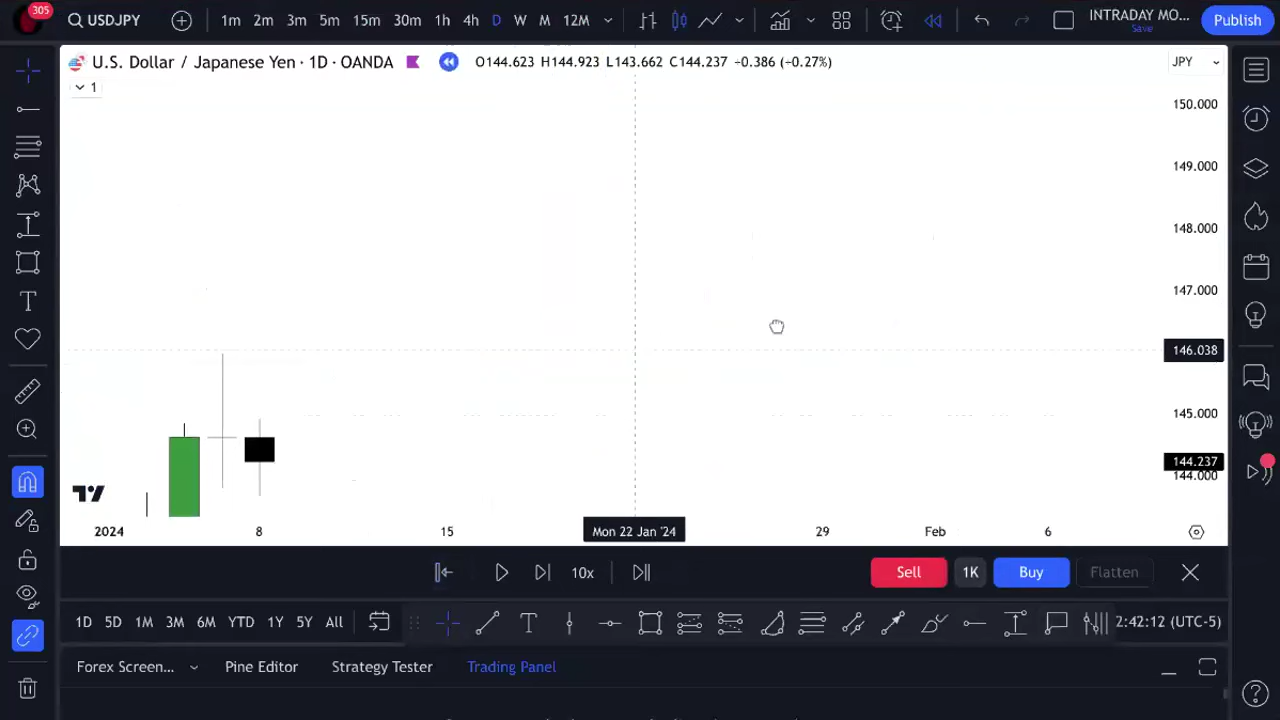 305
USDJPY
1m 2m 3m 5m 15m 30m 1h 4h D W M 12M
INTRADAY MO...
Save
Publish
U.S. Dollar / Japanese Yen · 1D · OANDA
O144.623 H144.923 L143.662 C144.237 −0.386 (−0.27%)
JPY
1
150.000
149.000
148.000
147.000
146.038
145.000
144.237
144.000
2024 8 15 Mon 22 Jan '24 29 Feb 6
10x
Sell 1K Buy Flatten
1D 5D 1M 3M 6M YTD 1Y 5Y All
2:42:12 (UTC-5)
Forex Screen... Pine Editor Strategy Tester Trading Panel